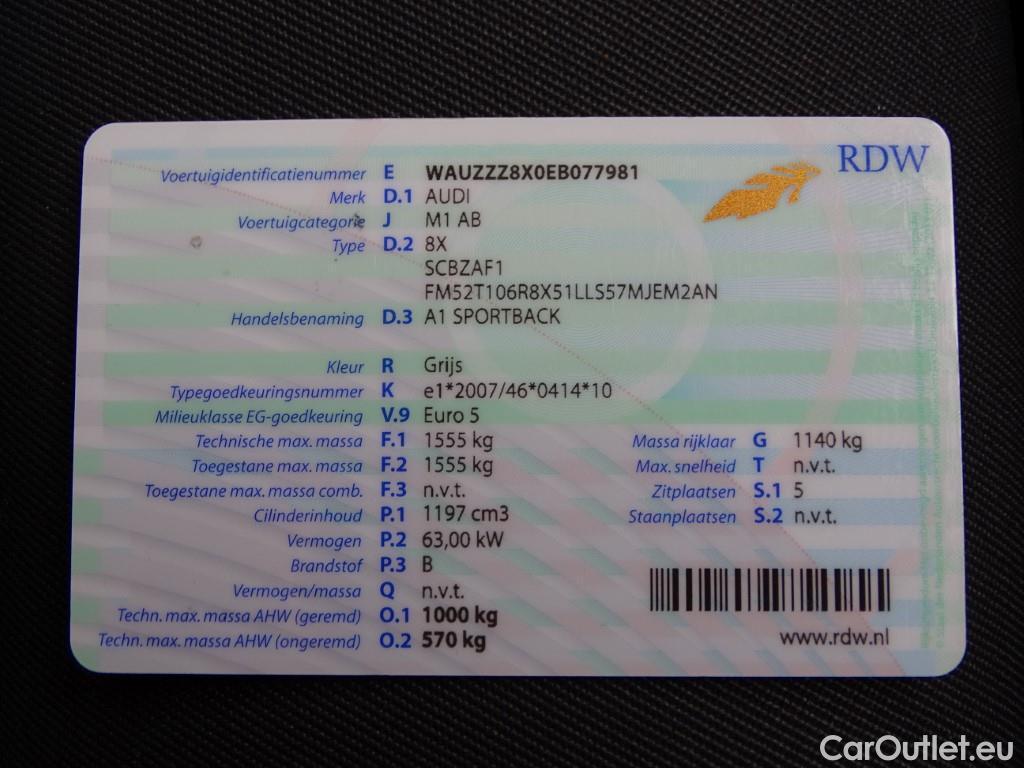 RDW
Voertuigidentificatienummer E WAUZZZ8X0EB077981
Merk D.1 AUDI
Voertuigcategorie J M1 AB
Type D.2 8X
SCBZAF1
FM52T106R8X51LLS57MJEM2AN
Handelsbenaming D.3 A1 SPORTBACK
Kleur R Grijs
Typegoedkeuringsnummer K e1*2007/46*0414*10
Milieuklasse EG-goedkeuring V.9 Euro 5
Technische max. massa F.1 1555 kg Massa rijklaar G 1140 kg
Toegestane max. massa F.2 1555 kg Max. snelheid T n.v.t.
Toegestane max. massa comb. F.3 n.v.t. Zitplaatsen S.1 5
Cilinderinhoud P.1 1197 cm3 Staanplaatsen S.2 n.v.t.
Vermogen P.2 63,00 kW
Brandstof P.3 B
Vermogen/massa Q n.v.t.
Techn. max. massa AHW (geremd) O.1 1000 kg
Techn. max. massa AHW (ongeremd) O.2 570 kg
www.rdw.nl
CarOutlet.eu